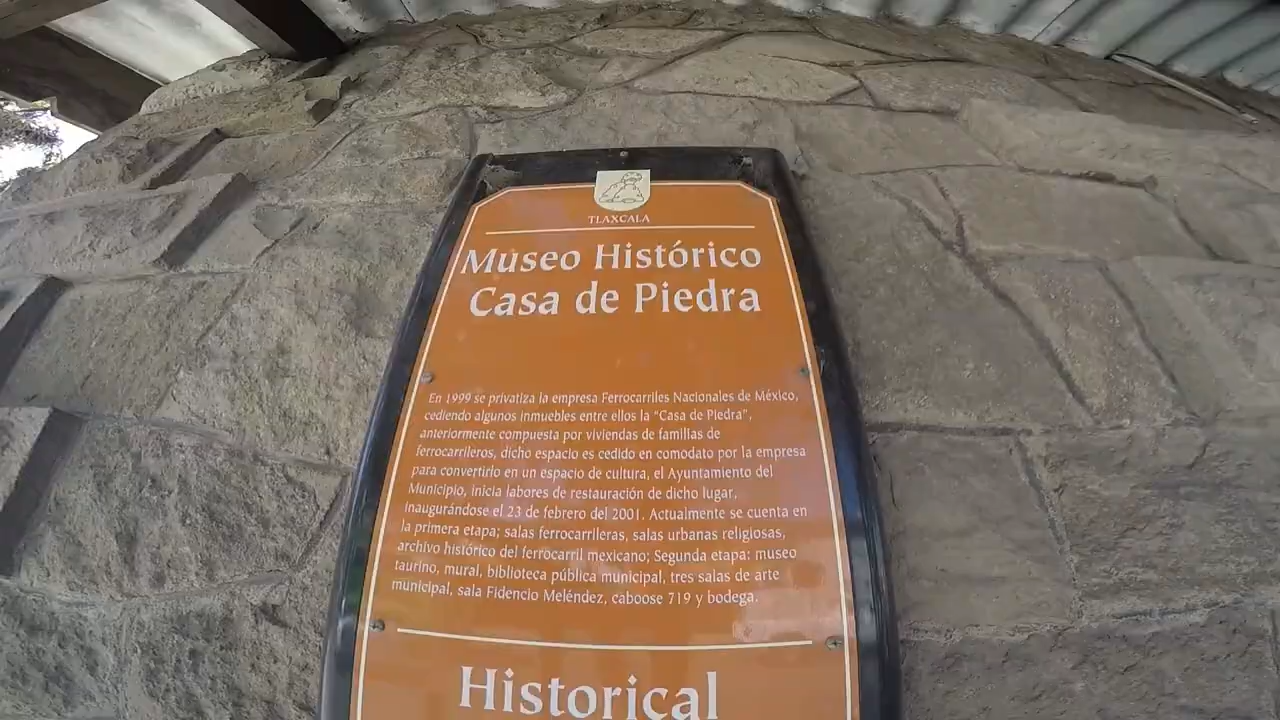 TLAXCALA
Museo Histórico
Casa de Piedra
En 1999 se privatiza la empresa Ferrocarriles Nacionales de México,
cediendo algunos inmuebles entre ellos la "Casa de Piedra",
anteriormente compuesta por viviendas de familias de
ferrocarrileros, dicho espacio es cedido en comodato por la empresa
para convertirlo en un espacio de cultura, el Ayuntamiento del
Municipio, inicia labores de restauración de dicho lugar,
inaugurándose el 23 de febrero del 2001. Actualmente se cuenta en
la primera etapa; salas ferrocarrileras, salas urbanas religiosas,
archivo histórico del ferrocarril mexicano; Segunda etapa: museo
taurino, mural, biblioteca pública municipal, tres salas de arte
municipal, sala Fidencio Meléndez, caboose 719 y bodega.
Historical